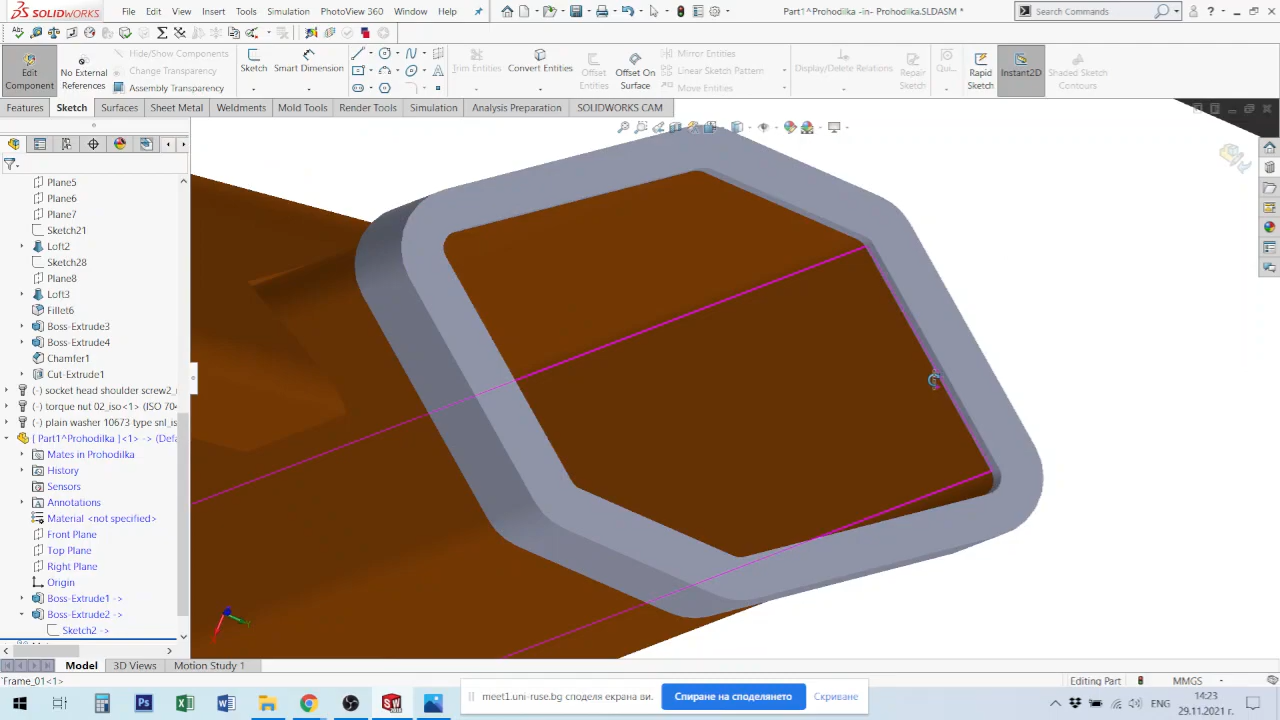 SOLIDWORKS File Edit View Insert Tools Simulation PhotoView 360 Window Help Part1^Prohodilka -in- Prohodilka.SLDASM * Search Commands
Edit Component
No External References
Hide/Show Components
Change Transparency
Assembly Transparency
Sketch
Smart Dimension
Trim Entities
Convert Entities
Offset Entities
Offset On Surface
Mirror Entities
Linear Sketch Pattern
Move Entities
Display/Delete Relations
Repair Sketch
Qui...
Rapid Sketch
Instant2D
Shaded Sketch Contours
Features Sketch Surfaces Sheet Metal Weldments Mold Tools Render Tools Simulation Analysis Preparation SOLIDWORKS CAM
Plane5
Plane6
Plane7
Sketch21
Loft2
Sketch28
Plane8
Loft3
Fillet6
Boss-Extrude3
Boss-Extrude4
Chamfer1
Cut-Extrude1
(-) socket head shoulder screw2_
(-) torque nut 02_iso<1> (ISO 704
(-) plain washer 10673 type snl_is
[ Part1^Prohodilka ]<1> -> (Defa
Mates in Prohodilka
History
Sensors
Annotations
Material <not specified>
Front Plane
Top Plane
Right Plane
Origin
Boss-Extrude1 ->
Boss-Extrude2 ->
Sketch2 ->
Model 3D Views Motion Study 1
'Frame_01<1>
Editing Part MMGS
meet1.uni-ruse.bg споделя екрана ви. Спиране на споделянето Скриване
ENG
14:23
29.11.2021 г.